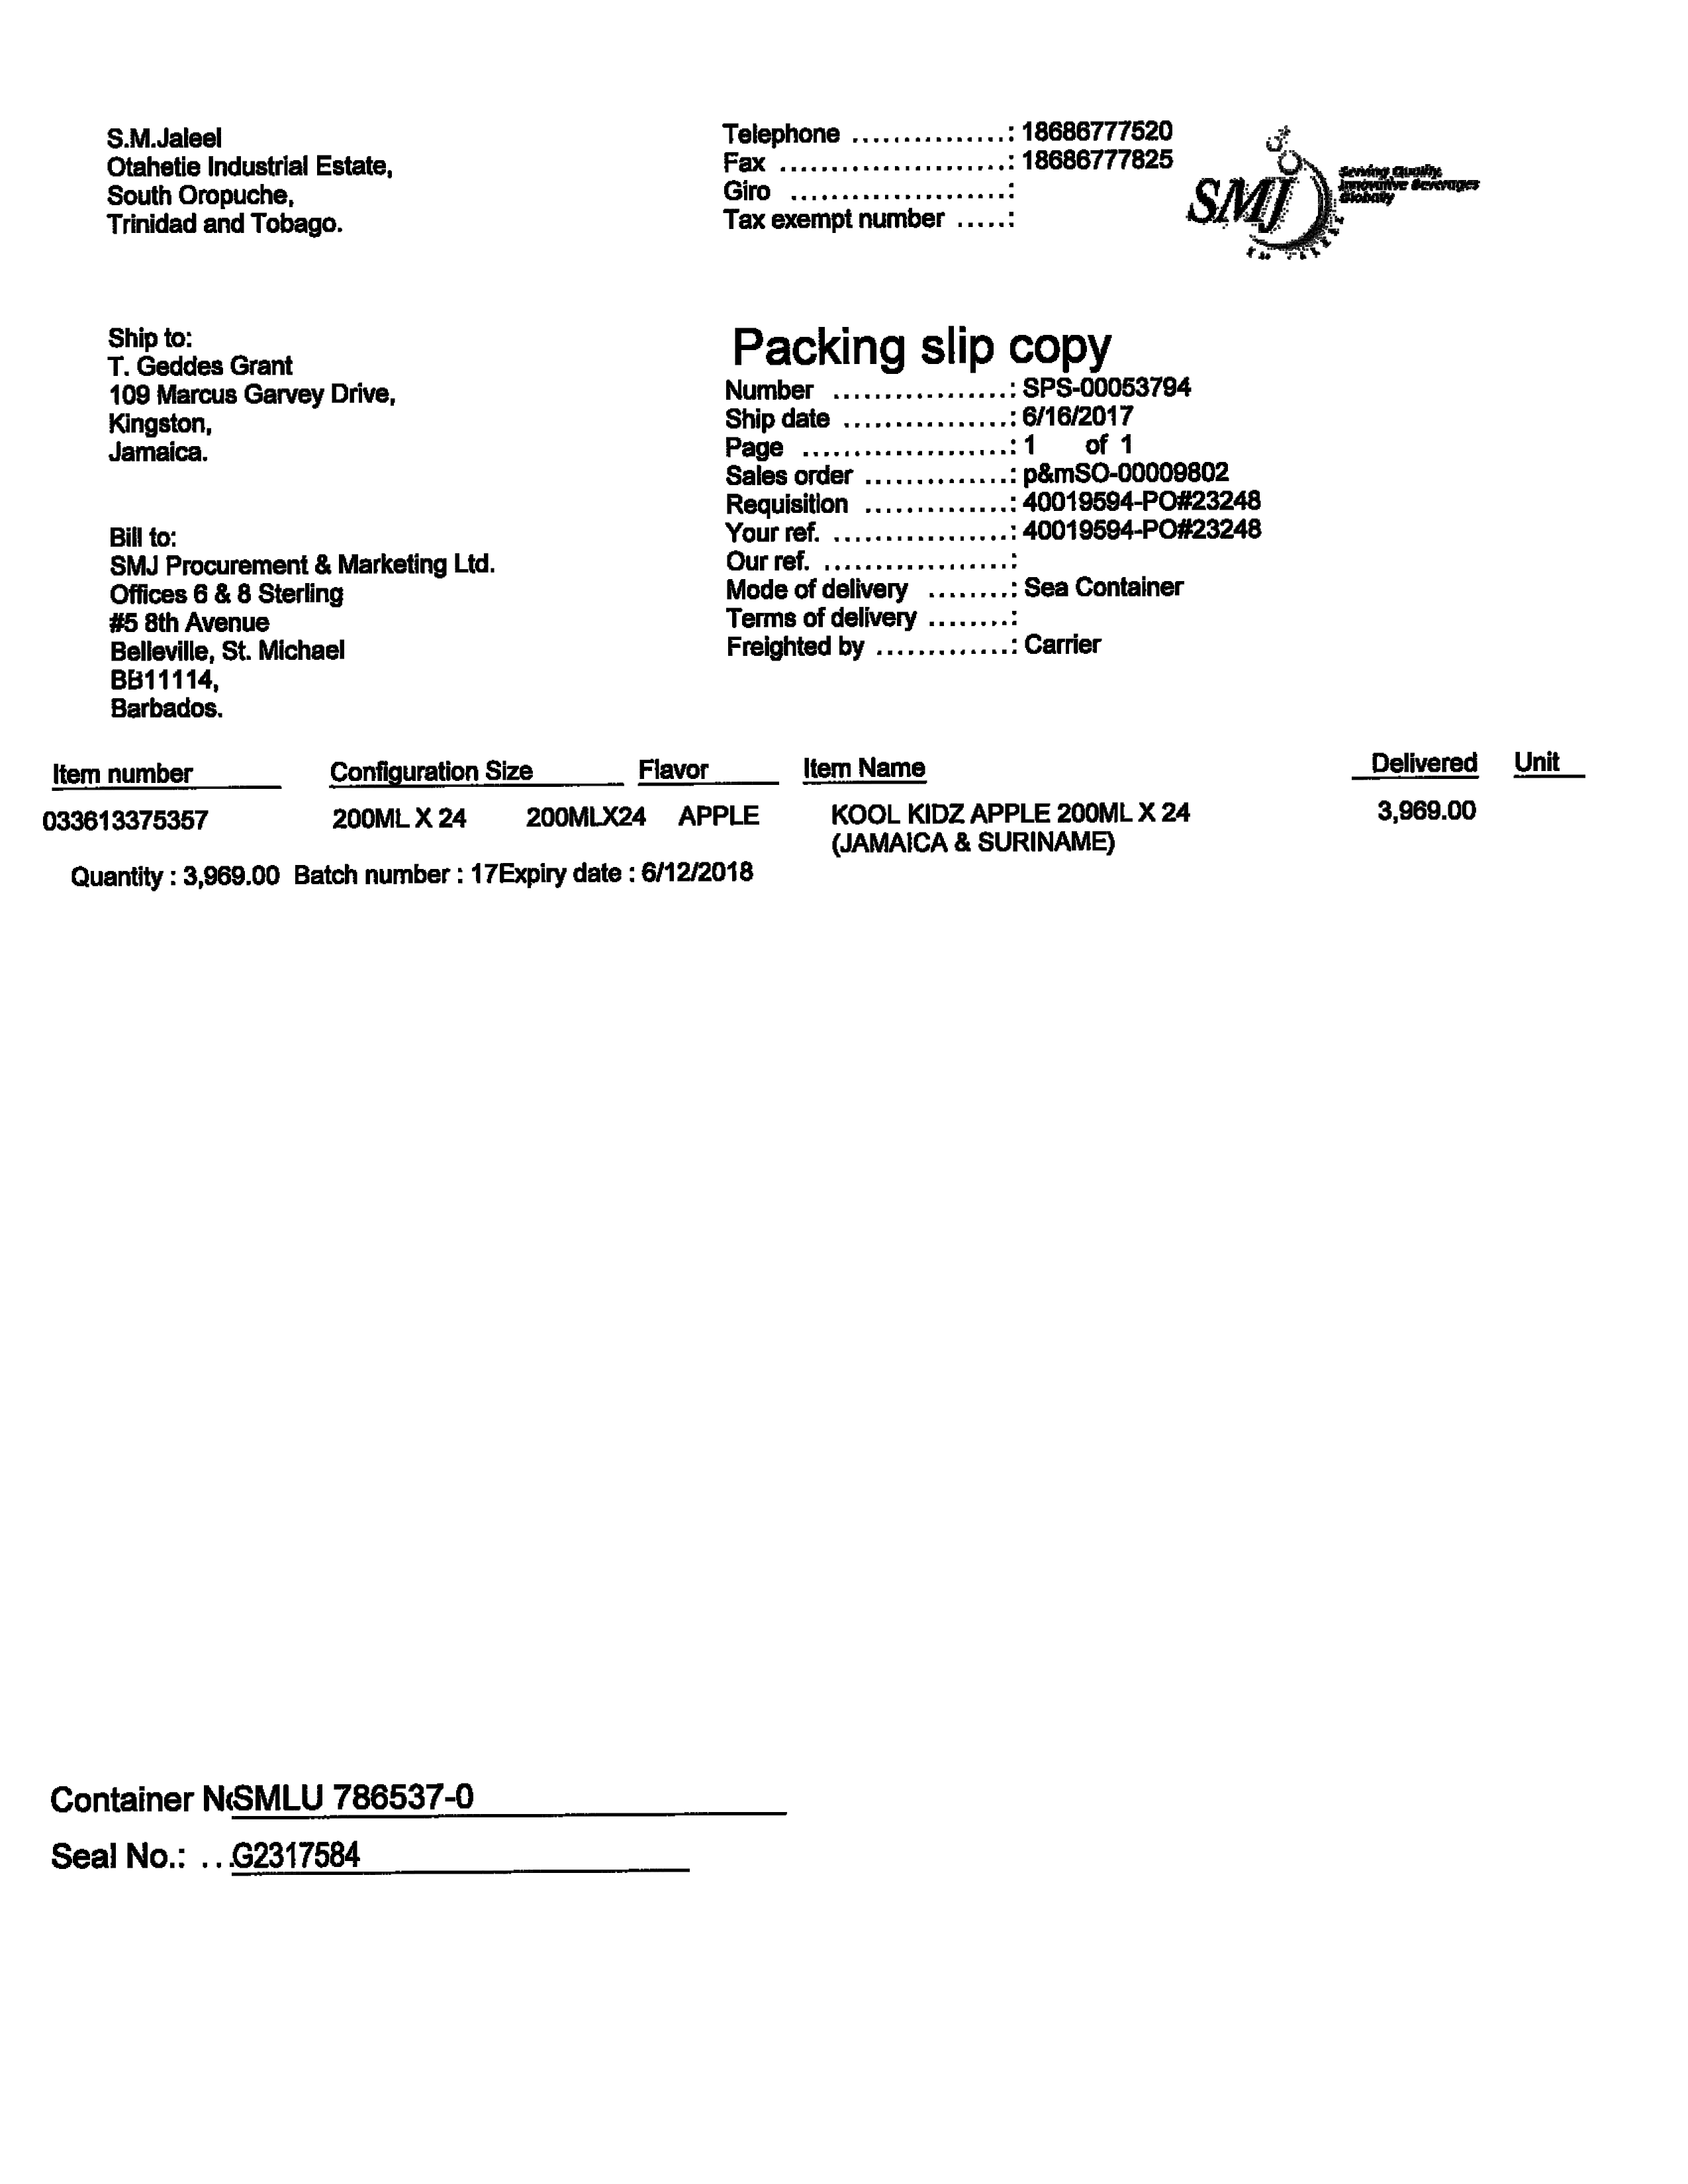 S.M.Jaleel
Otahetie Industrial Estate,
South Oropuche,
Trinidad and Tobago.
Telephone ...............: 18686777520
Fax ......................: 18686777825
Giro .....................:
Tax exempt number .....:
SMJ
Serving Quality,
Innovative Beverages
Globally
Ship to:
T. Geddes Grant
109 Marcus Garvey Drive,
Kingston,
Jamaica.
Bill to:
SMJ Procurement & Marketing Ltd.
Offices 6 & 8 Sterling
#5 8th Avenue
Belleville, St. Michael
BB11114,
Barbados.
Packing slip copy
Number .................: SPS-00053794
Ship date ................: 6/16/2017
Page ....................: 1 of 1
Sales order ..............: p&mSO-00009802
Requisition ..............: 40019594-PO#23248
Your ref. .................: 40019594-PO#23248
Our ref. ..................:
Mode of delivery ........: Sea Container
Terms of delivery ........:
Freighted by .............: Carrier
Item number Configuration Size Flavor Item Name Delivered Unit
033613375357 200ML X 24 200MLX24 APPLE KOOL KIDZ APPLE 200ML X 24 3,969.00
(JAMAICA & SURINAME)
Quantity : 3,969.00 Batch number : 17Expiry date : 6/12/2018
Container No SMLU 786537-0
Seal No.: ...G2317584